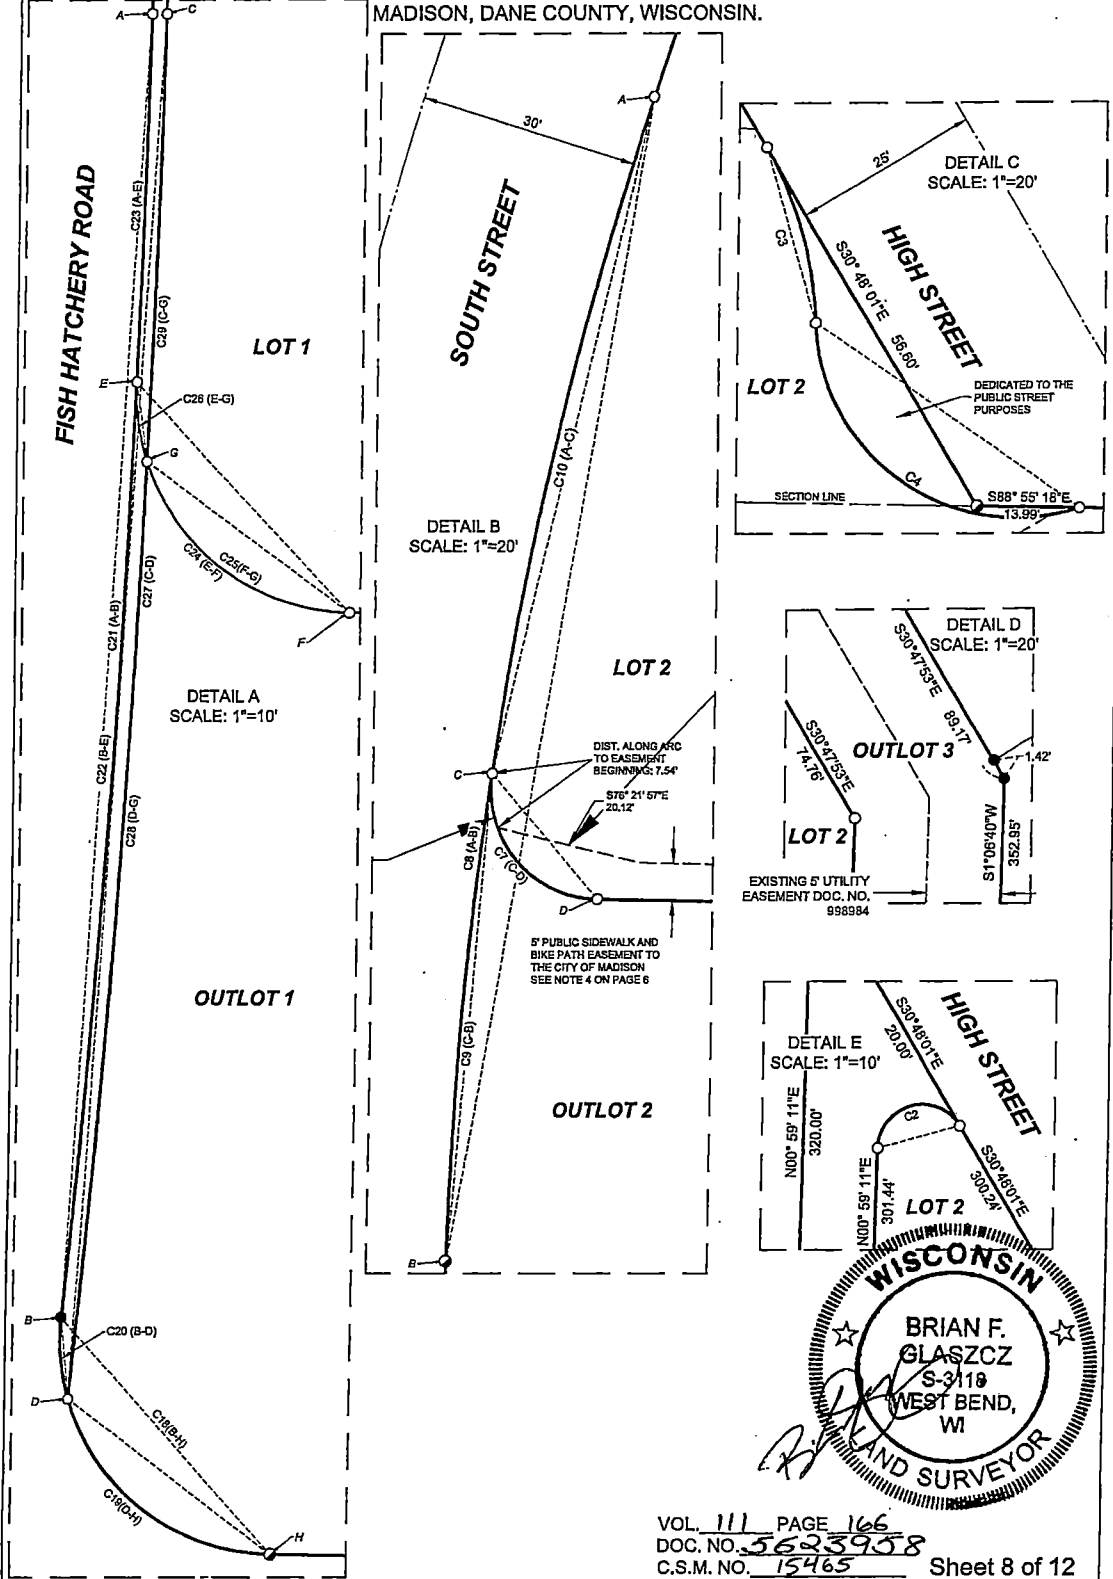 MADISON, DANE COUNTY, WISCONSIN.
A
C
FISH HATCHERY ROAD
C23 (A-E)
C29 (C-G)
LOT 1
E
C26 (E-G)
G
C24 (E-F)
C25(F-G)
F
C21 (A-B)
C27 (C-D)
DETAIL A
SCALE: 1"=10'
C22 (B-E)
C28 (D-G)
OUTLOT 1
B
C20 (B-D)
D
C18(B-H)
C19(D-H)
H
A
30'
SOUTH STREET
C10 (A-C)
DETAIL B
SCALE: 1"=20'
LOT 2
DIST. ALONG ARC
TO EASEMENT
BEGINNING: 7.54'
C
S76° 21' 57"E
20.12'
C8 (A-B)
C7 (C-D)
D
5' PUBLIC SIDEWALK AND
BIKE PATH EASEMENT TO
THE CITY OF MADISON
SEE NOTE 4 ON PAGE 6
C9 (C-B)
OUTLOT 2
B
25'
DETAIL C
SCALE: 1"=20'
C3
HIGH STREET
S30° 48' 01"E 56.60'
LOT 2
DEDICATED TO THE
PUBLIC STREET
PURPOSES
C4
SECTION LINE
S88° 55' 18"E
13.99'
DETAIL D
SCALE: 1"=20'
S30°47'53"E 89.17'
OUTLOT 3
1.42'
S30°47'53"E
74.76'
LOT 2
S1°06'40"W
352.95'
EXISTING 5' UTILITY
EASEMENT DOC. NO.
998984
DETAIL E
SCALE: 1"=10'
S30°48'01"E
20.00'
HIGH STREET
N00° 59' 11"E
320.00'
C2
N00° 59' 11"E
301.44'
S30°48'01"E
300.24'
LOT 2
WISCONSIN
BRIAN F.
GLASZCZ
S-3118
WEST BEND,
WI
LAND SURVEYOR
VOL. 111 PAGE 166
DOC. NO. 5623958
C.S.M. NO. 15465
Sheet 8 of 12